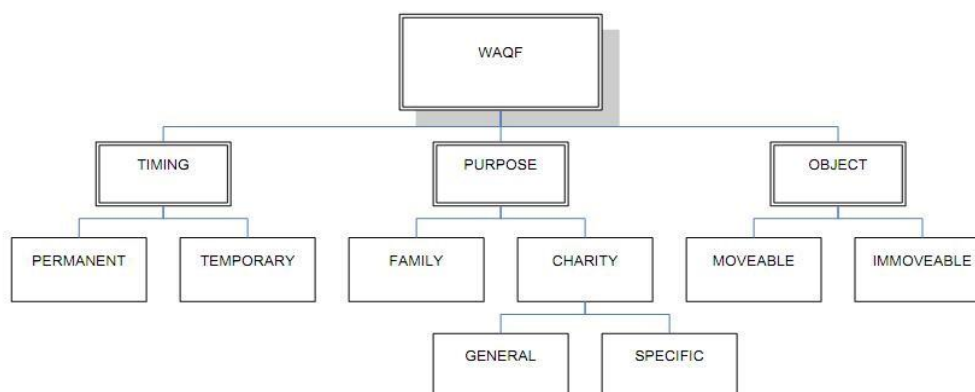 WAQF
TIMING
PURPOSE
OBJECT
PERMANENT
TEMPORARY
FAMILY
CHARITY
MOVEABLE
IMMOVEABLE
GENERAL
SPECIFIC